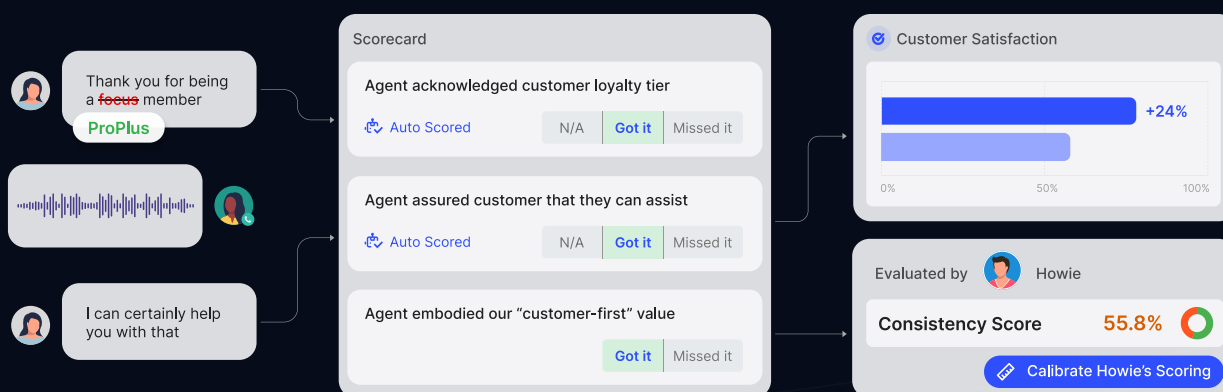 Thank you for being
a focus member
ProPlus
I can certainly help
you with that
Scorecard
Agent acknowledged customer loyalty tier
Auto Scored
N/A
Got it
Missed it
Agent assured customer that they can assist
Auto Scored
N/A
Got it
Missed it
Agent embodied our “customer-first” value
Got it
Missed it
Customer Satisfaction
+24%
0%
50%
100%
Evaluated by
Howie
Consistency Score
55.8%
Calibrate Howie’s Scoring